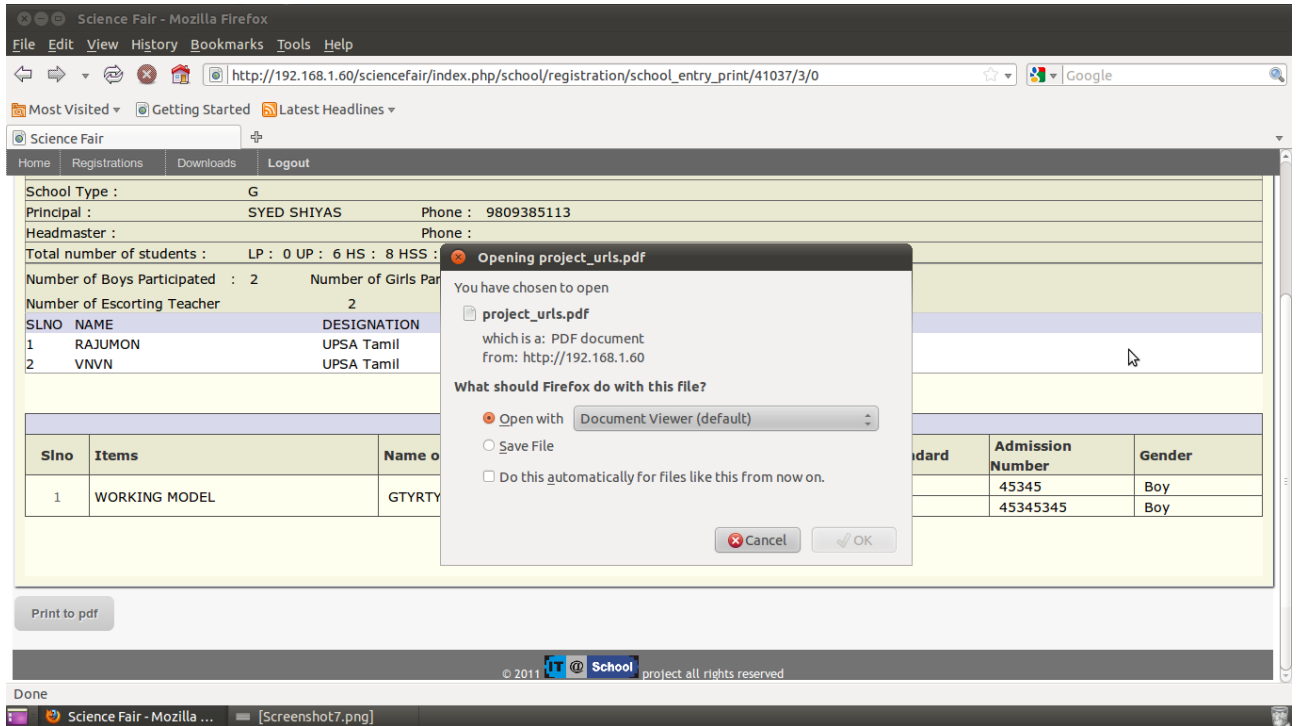 Science Fair - Mozilla Firefox
File Edit View History Bookmarks Tools Help
http://192.168.1.60/sciencefair/index.php/school/registration/school_entry_print/41037/3/0 Google
Most Visited Getting Started Latest Headlines
Science Fair
Home Registrations Downloads Logout
School Type : G
Principal : SYED SHIYAS Phone : 9809385113
Headmaster : Phone :
Total number of students : LP : 0 UP : 6 HS : 8 HSS :
Number of Boys Participated : 2 Number of Girls Par
Number of Escorting Teacher 2
SLNO NAME DESIGNATION
1 RAJUMON UPSA Tamil
2 VNVN UPSA Tamil
Opening project_urls.pdf
You have chosen to open
project_urls.pdf
which is a: PDF document
from: http://192.168.1.60
What should Firefox do with this file?
Open with Document Viewer (default)
Save File
Do this automatically for files like this from now on.
Cancel OK
Slno Items Name o dard Admission Number Gender
1 WORKING MODEL GTYRTY 45345 Boy
45345345 Boy
Print to pdf
© 2011 IT @ School project all rights reserved
Done
Science Fair - Mozilla ... [Screenshot7.png]